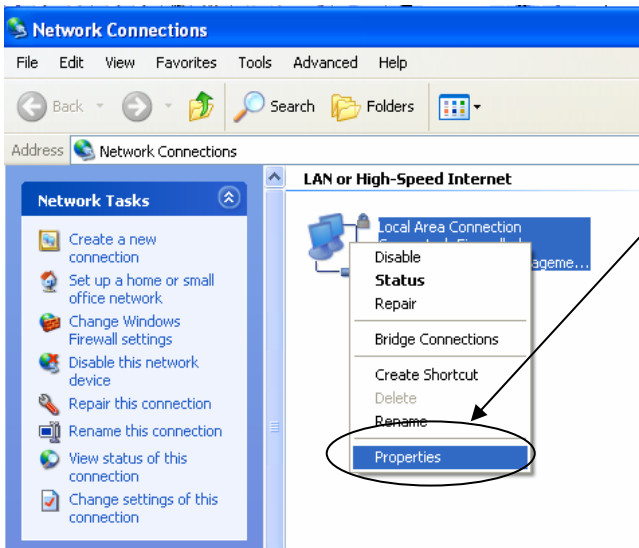 Network Connections
File Edit View Favorites Tools Advanced Help
Back Search Folders
Address Network Connections
Network Tasks
Create a new
connection
Set up a home or small
office network
Change Windows
Firewall settings
Disable this network
device
Repair this connection
Rename this connection
View status of this
connection
Change settings of this
connection
LAN or High-Speed Internet
Local Area Connection
ageme...
Disable
Status
Repair
Bridge Connections
Create Shortcut
Delete
Rename
Properties